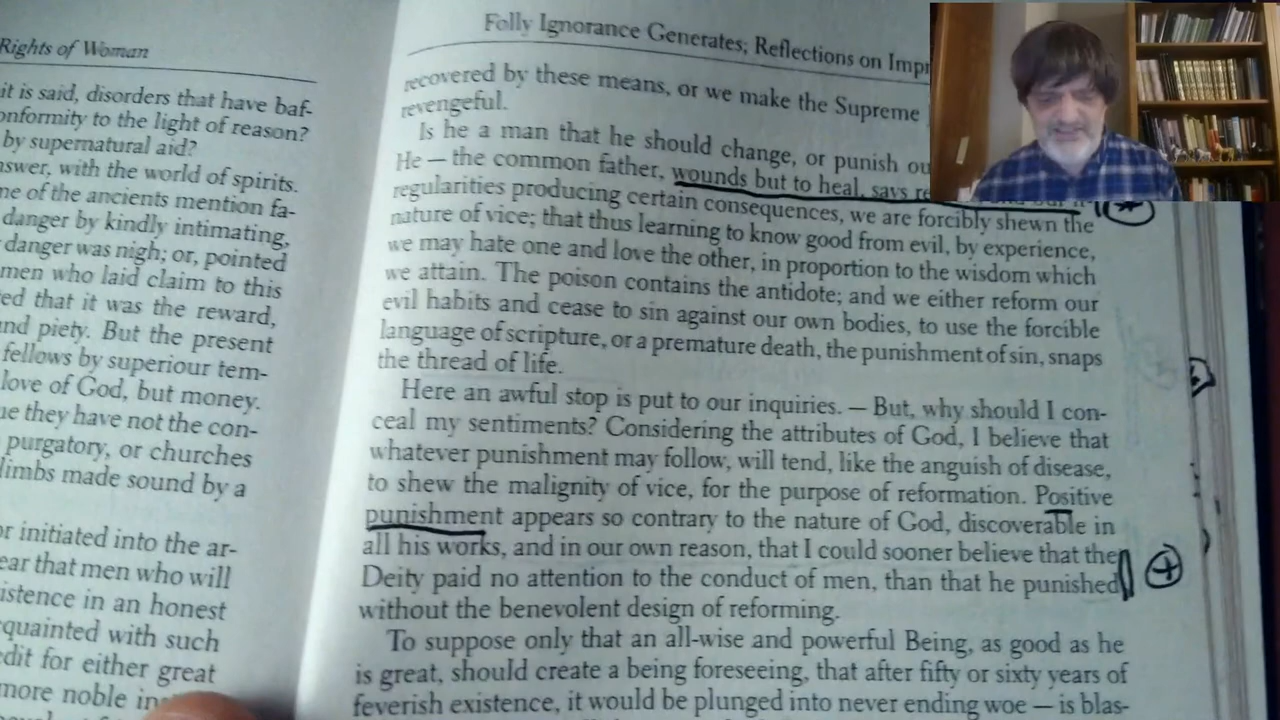 Rights of Woman
it is said, disorders that have baf-
onformity to the light of reason?
by supernatural aid?
nswer, with the world of spirits.
ne of the ancients mention fa-
danger by kindly intimating,
danger was nigh; or, pointed
men who laid claim to this
ed that it was the reward,
nd piety. But the present
fellows by superiour tem-
love of God, but money.
ue they have not the con-
purgatory, or churches
limbs made sound by a
or initiated into the ar-
ear that men who will
istence in an honest
quainted with such
edit for either great
more noble in
Folly Ignorance Generates; Reflections on Impr
recovered by these means, or we make the Supreme
revengeful.
Is he a man that he should change, or punish ou
He — the common father, wounds but to heal, says re
regularities producing certain consequences, we are forcibly shewn the
nature of vice; that thus learning to know good from evil, by experience,
we may hate one and love the other, in proportion to the wisdom which
we attain. The poison contains the antidote; and we either reform our
evil habits and cease to sin against our own bodies, to use the forcible
language of scripture, or a premature death, the punishment of sin, snaps
the thread of life.
Here an awful stop is put to our inquiries. — But, why should I con-
ceal my sentiments? Considering the attributes of God, I believe that
whatever punishment may follow, will tend, like the anguish of disease,
to shew the malignity of vice, for the purpose of reformation. Positive
punishment appears so contrary to the nature of God, discoverable in
all his works, and in our own reason, that I could sooner believe that the
Deity paid no attention to the conduct of men, than that he punished
without the benevolent design of reforming.
To suppose only that an all-wise and powerful Being, as good as he
is great, should create a being foreseeing, that after fifty or sixty years of
feverish existence, it would be plunged into never ending woe — is blas-